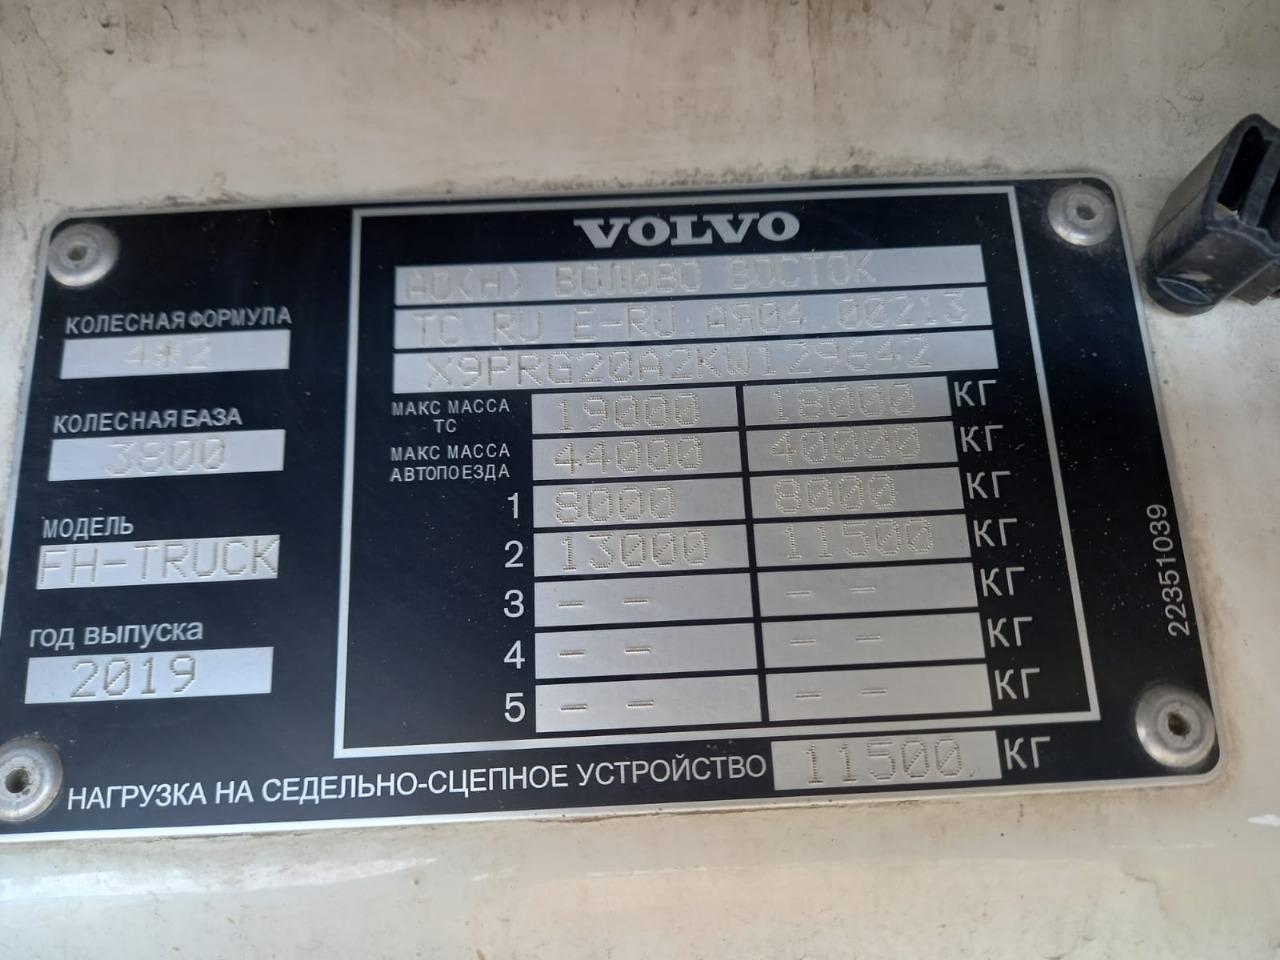 КОЛЕСНАЯ ФОРМУЛА
4*2
КОЛЕСНАЯ БАЗА
3800
МОДЕЛЬ
FH-TRUCK
год выпуска
2019
VOLVO
АО(Н) ВОЛЬВО ВОСТОК
ТС RU E-RU.АЯ04.00213
X9PRG20A2KW129642
МАКС МАССА ТС 19000 18000 КГ
МАКС МАССА АВТОПОЕЗДА 44000 40000 КГ
1 8000 8000 КГ
2 13000 11500 КГ
3 – – – – КГ
4 – – – – КГ
5 – – – – КГ
НАГРУЗКА НА СЕДЕЛЬНО-СЦЕПНОЕ УСТРОЙСТВО 11500 КГ
22351039